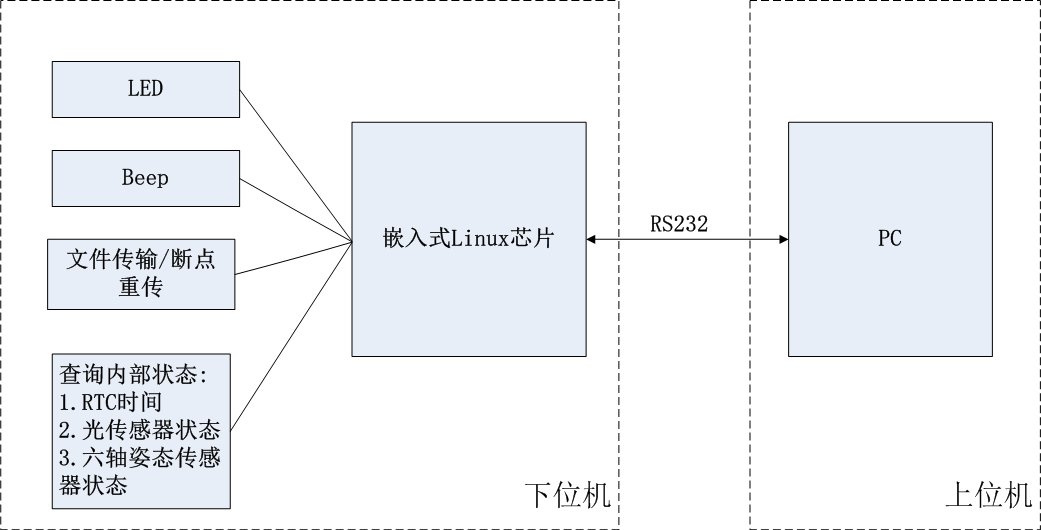 LED
Beep
文件传输/断点
重传
查询内部状态:
1.RTC时间
2.光传感器状态
3.六轴姿态传感
器状态
嵌入式Linux芯片
下位机
RS232
PC
上位机